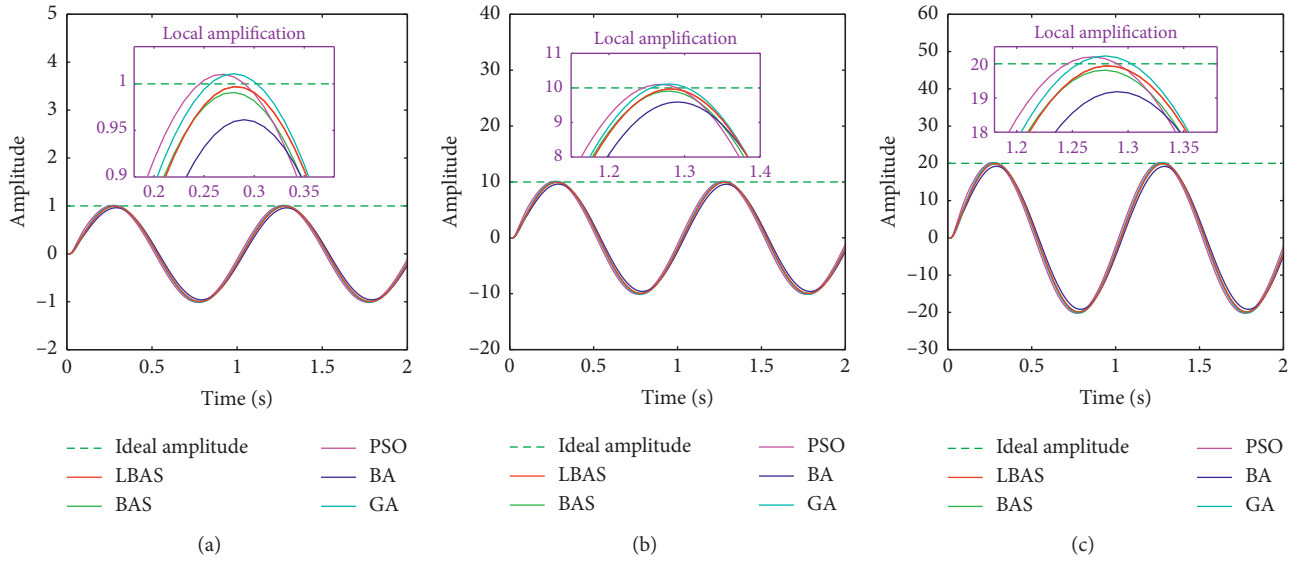 5
4
3
2
1
0
−1
−2
Amplitude
Local amplification
1
0.95
0.9
0.2
0.25
0.3
0.35
0
0.5
1
1.5
2
Time (s)
Ideal amplitude
LBAS
BAS
PSO
BA
GA
(a)
40
30
20
10
0
−10
−20
Amplitude
Local amplification
11
10
9
8
1.2
1.3
1.4
0
0.5
1
1.5
2
Time (s)
Ideal amplitude
LBAS
BAS
PSO
BA
GA
(b)
60
50
40
30
20
10
0
−10
−20
−30
Amplitude
Local amplification
20
19
18
1.2
1.25
1.3
1.35
0
0.5
1
1.5
2
Time (s)
Ideal amplitude
LBAS
BAS
PSO
BA
GA
(c)